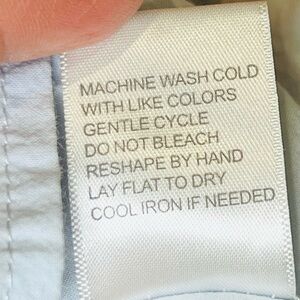 MACHINE WASH COLD
WITH LIKE COLORS
GENTLE CYCLE
DO NOT BLEACH
RESHAPE BY HAND
LAY FLAT TO DRY
COOL IRON IF NEEDED